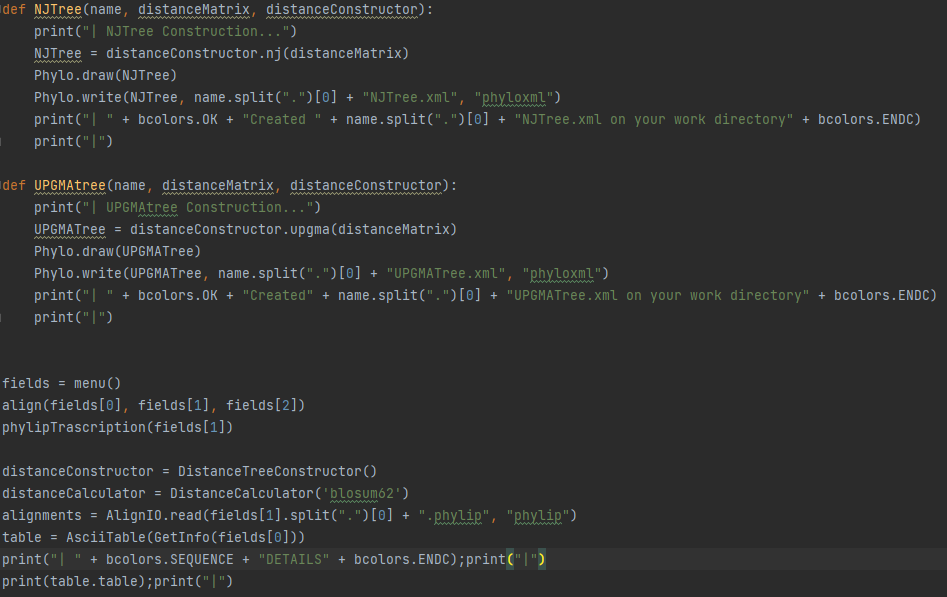 def NJTree(name, distanceMatrix, distanceConstructor):
    print("| NJTree Construction...")
    NJTree = distanceConstructor.nj(distanceMatrix)
    Phylo.draw(NJTree)
    Phylo.write(NJTree, name.split(".")[0] + "NJTree.xml", "phyloxml")
    print("| " + bcolors.OK + "Created " + name.split(".")[0] + "NJTree.xml on your work directory" + bcolors.ENDC)
    print("|")
def UPGMAtree(name, distanceMatrix, distanceConstructor):
    print("| UPGMAtree Construction...")
    UPGMATree = distanceConstructor.upgma(distanceMatrix)
    Phylo.draw(UPGMATree)
    Phylo.write(UPGMATree, name.split(".")[0] + "UPGMATree.xml", "phyloxml")
    print("| " + bcolors.OK + "Created" + name.split(".")[0] + "UPGMATree.xml on your work directory" + bcolors.ENDC)
    print("|")
fields = menu()
align(fields[0], fields[1], fields[2])
phylipTrascription(fields[1])
distanceConstructor = DistanceTreeConstructor()
distanceCalculator = DistanceCalculator('blosum62')
alignments = AlignIO.read(fields[1].split(".")[0] + ".phylip", "phylip")
table = AsciiTable(GetInfo(fields[0]))
print("| " + bcolors.SEQUENCE + "DETAILS" + bcolors.ENDC);print("|")
print(table.table);print("|")